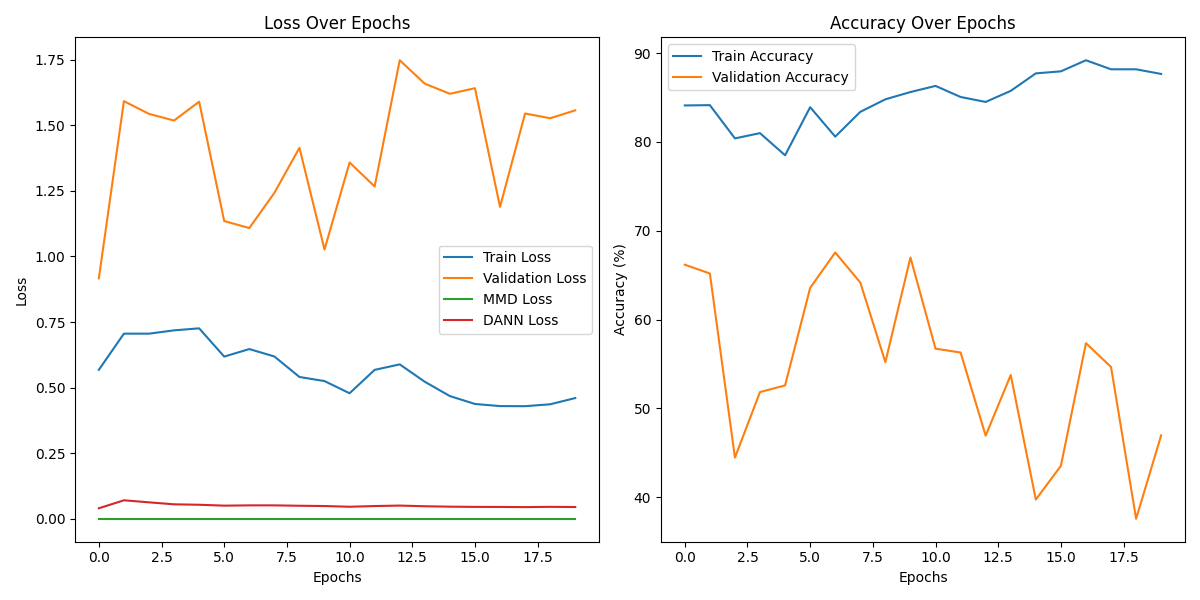 Loss Over Epochs
1.75
1.50
1.25
1.00
0.75
0.50
0.25
0.00
Loss
Train Loss
Validation Loss
MMD Loss
DANN Loss
0.0 2.5 5.0 7.5 10.0 12.5 15.0 17.5
Epochs
Accuracy Over Epochs
90
80
70
60
50
40
Accuracy (%)
Train Accuracy
Validation Accuracy
0.0 2.5 5.0 7.5 10.0 12.5 15.0 17.5
Epochs